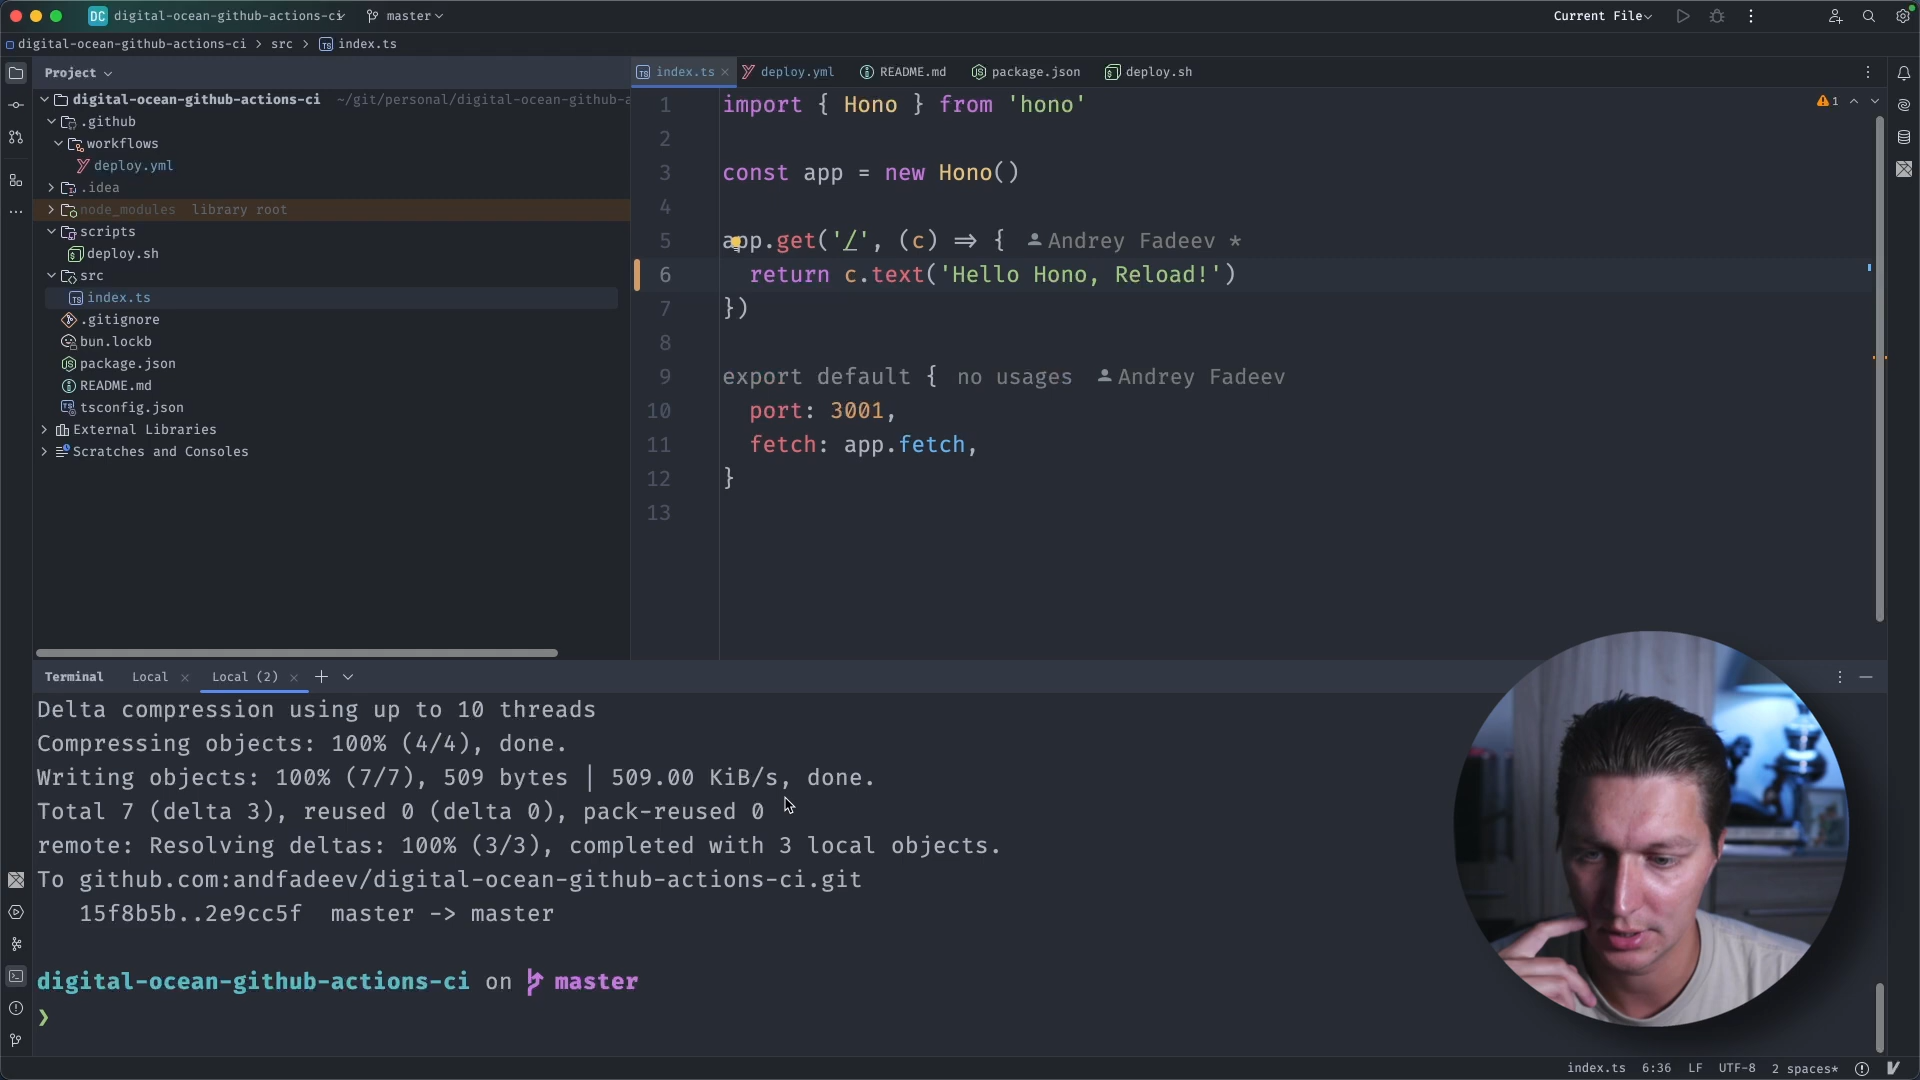 DC digital-ocean-github-actions-ci master Current File
digital-ocean-github-actions-ci > src > index.ts
Project
digital-ocean-github-actions-ci ~/git/personal/digital-ocean-github-a
.github
workflows
deploy.yml
.idea
node_modules library root
scripts
deploy.sh
src
index.ts
.gitignore
bun.lockb
package.json
README.md
tsconfig.json
External Libraries
Scratches and Consoles
index.ts deploy.yml README.md package.json deploy.sh
1 import { Hono } from 'hono'
2
3 const app = new Hono()
4
5 app.get('/', (c) => { Andrey Fadeev *
6 return c.text('Hello Hono, Reload!')
7 })
8
9 export default { no usages Andrey Fadeev
10 port: 3001,
11 fetch: app.fetch,
12 }
13
1
Terminal Local Local (2)
Delta compression using up to 10 threads
Compressing objects: 100% (4/4), done.
Writing objects: 100% (7/7), 509 bytes | 509.00 KiB/s, done.
Total 7 (delta 3), reused 0 (delta 0), pack-reused 0
remote: Resolving deltas: 100% (3/3), completed with 3 local objects.
To github.com:andfadeev/digital-ocean-github-actions-ci.git
15f8b5b..2e9cc5f master -> master
digital-ocean-github-actions-ci on master
❯
index.ts 6:36 LF UTF-8 2 spaces*